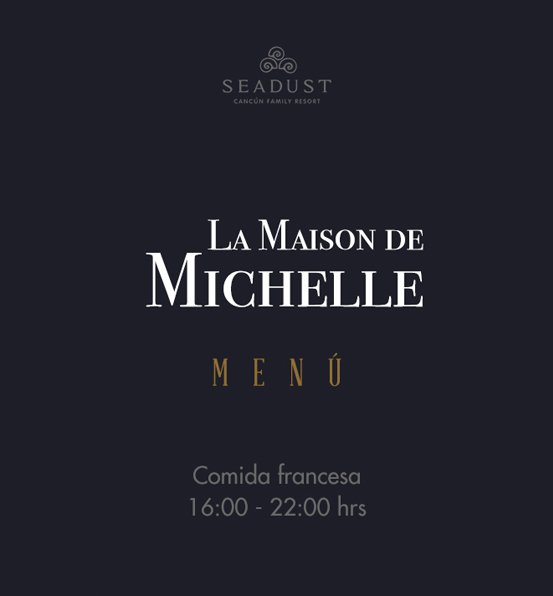 SEADUST
CANCÚN FAMILY RESORT
LA MAISON DE
MICHELLE
MENÚ
Comida francesa
16:00 - 22:00 hrs